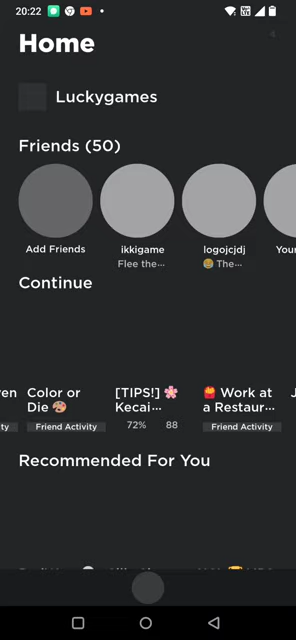 20:22
Home
Luckygames
Friends (50)
Add Friends
ikkigame
logojcjdj
Your
Flee the...
😅 The...
Continue
Color or
Die 🎨
[TIPS!] 🌸
Kecai...
🍟 Work at
a Restaur...
Friend Activity
72% 88
Friend Activity
Recommended For You